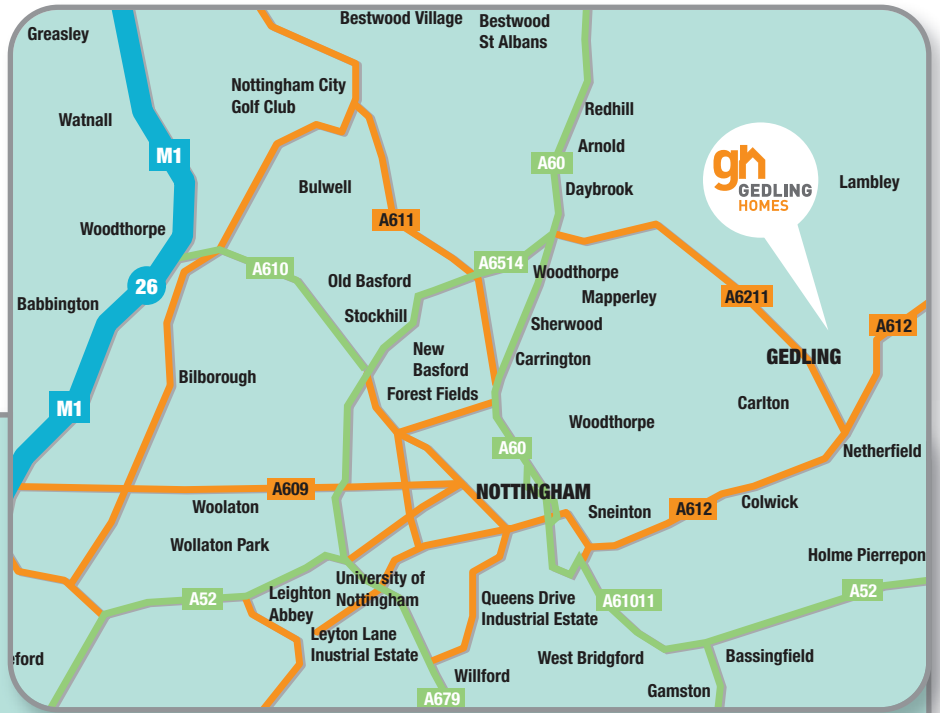 Bestwood Village
Bestwood
St Albans
Greasley
Nottingham City
Golf Club
Redhill
Watnall
M1
Arnold
A60
gh
GEDLING
HOMES
Bulwell
Daybrook
Lambley
A611
Woodthorpe
A6514
A610
Old Basford
Woodthorpe
26
Babbington
Mapperley
A6211
Stockhill
Sherwood
A612
New
Basford
Carrington
GEDLING
Bilborough
Forest Fields
M1
Carlton
Woodthorpe
A60
Netherfield
A609
NOTTINGHAM
Woolaton
Sneinton
A612
Colwick
Wollaton Park
Holme Pierrepon
University of
Nottingham
A52
Leighton
Abbey
Queens Drive
Industrial Estate
A61011
A52
Leyton Lane
Inustrial Estate
eford
West Bridgford
Bassingfield
Willford
Gamston
A679